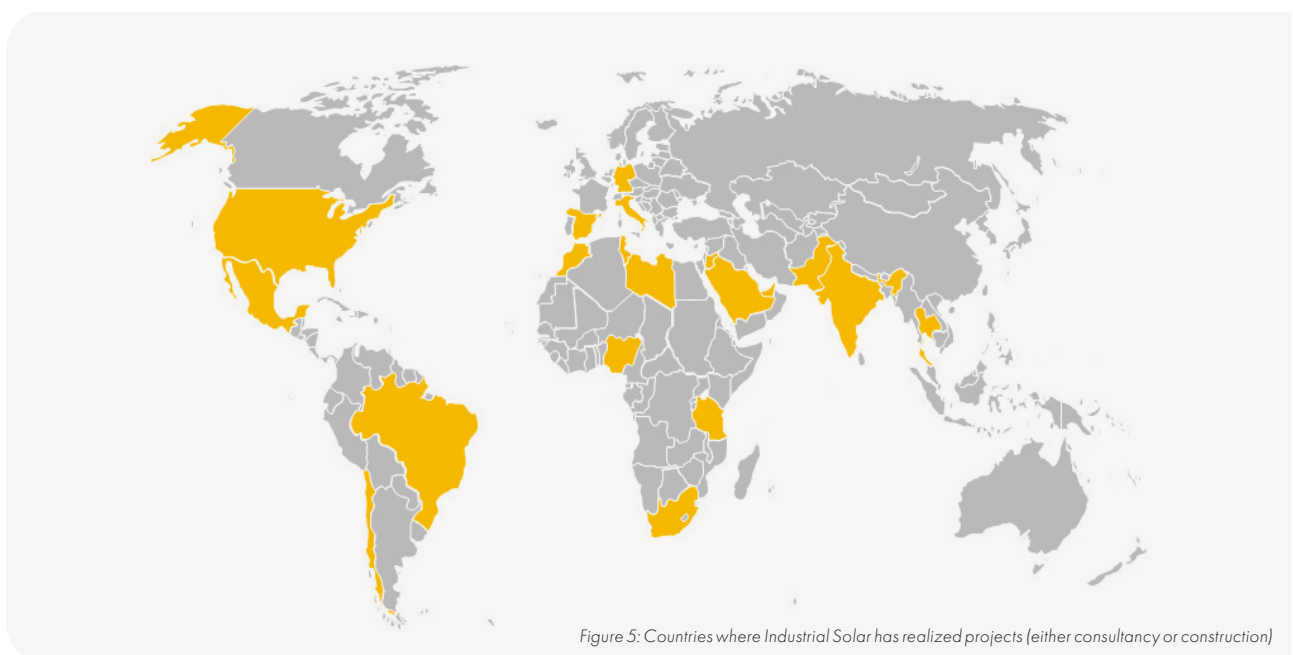 Figure 5: Countries where Industrial Solar has realized projects (either consultancy or construction)